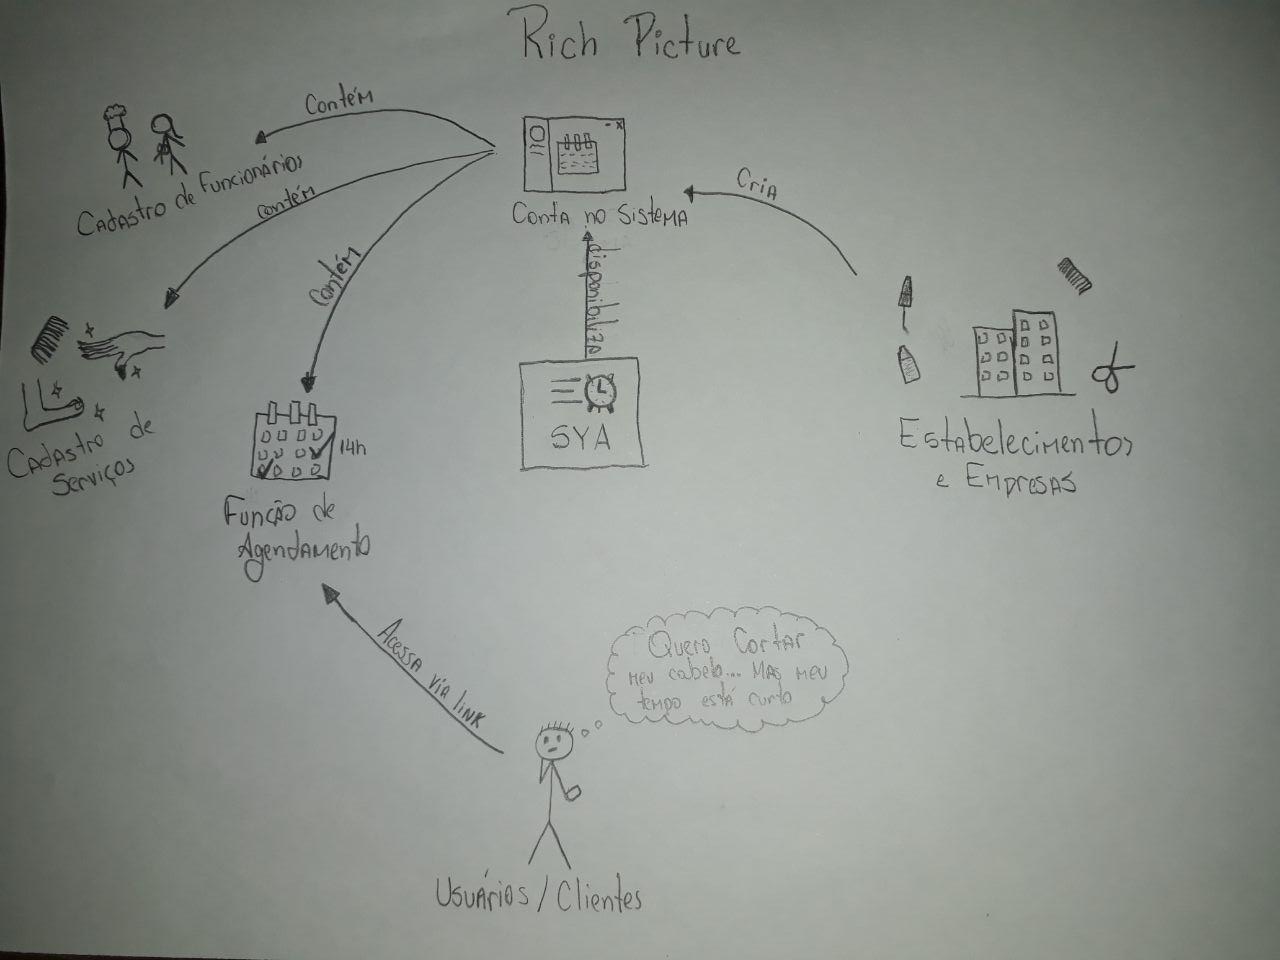 Rich Picture
Contém
Cadastro de Funcionários
Contém
Contém
Conta no Sistema
Cria
disponibiliza
SYA
Estabelecimentos
e Empresas
Cadastro de
Serviços
14h
Função de
Agendamento
Acessa via link
Quero Cortar
meu cabelo... Mas meu
tempo está curto
Usuários / Clientes